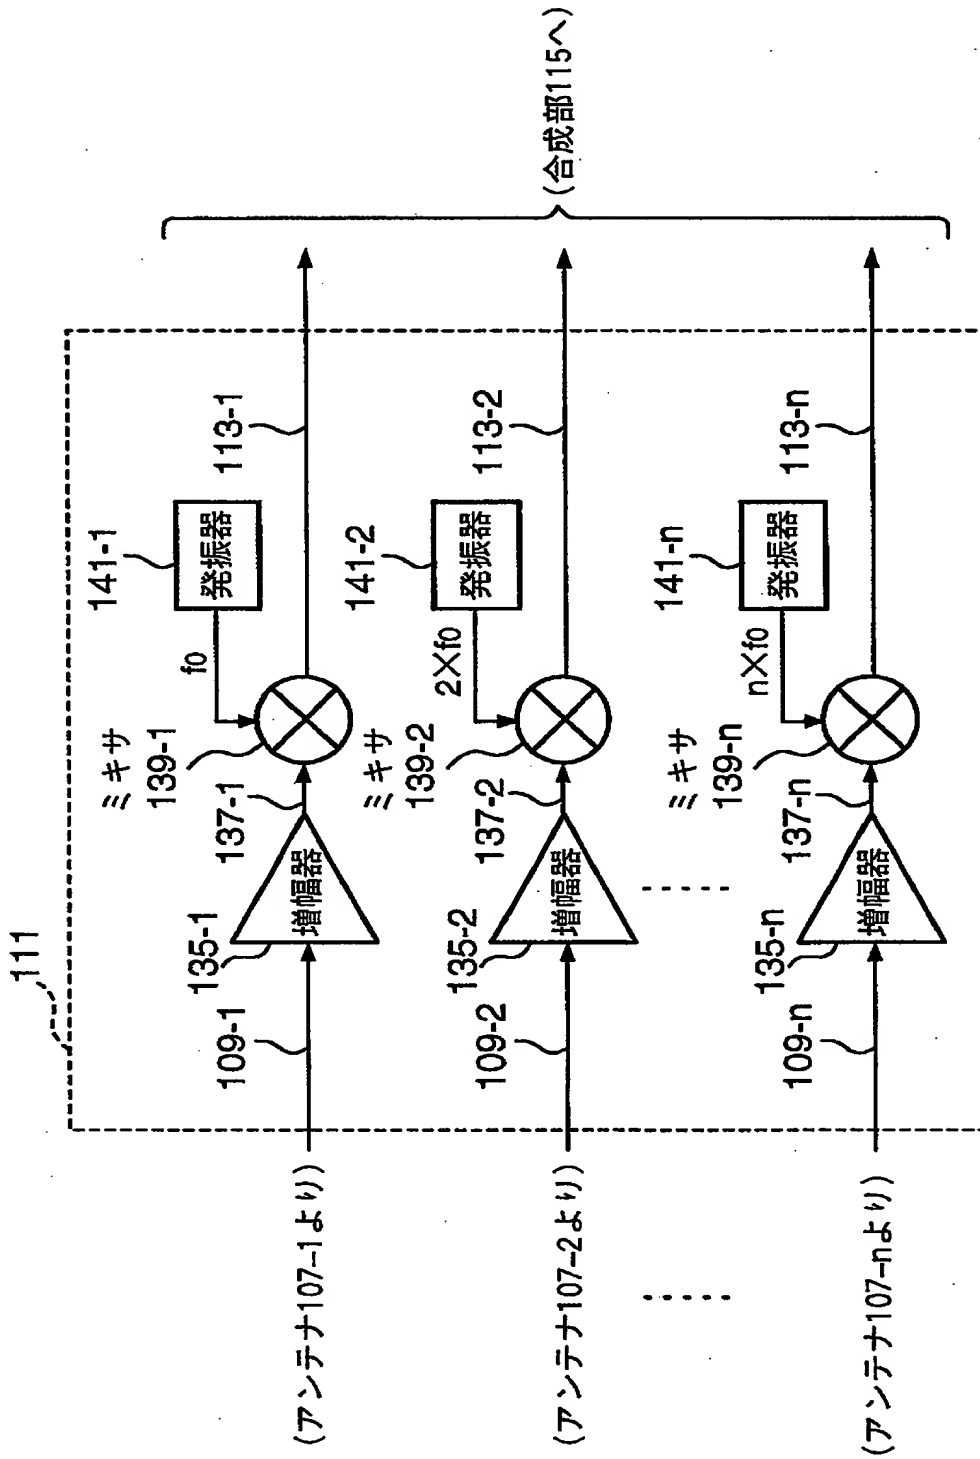 111
(アンテナ107-1より)
109-1
135-1
増幅器
137-1
ミキサ
139-1
f0
141-1
発振器
113-1
(アンテナ107-2より)
109-2
135-2
増幅器
137-2
ミキサ
139-2
2×f0
141-2
発振器
113-2
(アンテナ107-nより)
109-n
135-n
増幅器
137-n
ミキサ
139-n
n×f0
141-n
発振器
113-n
(合成部115へ)